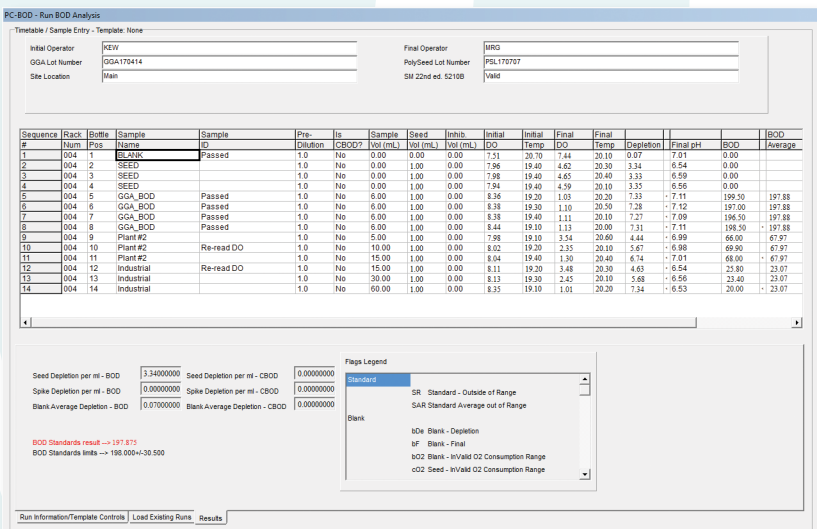 PC-BOD - Run BOD Analysis
Timetable / Sample Entry - Template: None
Initial Operator KEW Final Operator MRG
GGA Lot Number GGA170414 PolySeed Lot Number PSL170707
Site Location Main SM 22nd ed. 5210B Valid
Sequence Rack Bottle Sample Sample Pre- Is Sample Seed Inhib. Initial Initial Final Final BOD
# Num Pos Name ID Dilution CBOD? Vol (mL) Vol (mL) Vol (mL) DO Temp DO Temp Depletion Final pH BOD Average
1 004 1 BLANK Passed 1.0 No 0.00 0.00 0.00 7.51 20.70 7.44 20.10 0.07 7.01 0.00
2 004 2 SEED 1.0 No 0.00 1.00 0.00 7.96 19.40 4.62 20.30 3.34 6.54 0.00
3 004 3 SEED 1.0 No 0.00 1.00 0.00 7.98 19.40 4.65 20.40 3.33 6.59 0.00
4 004 4 SEED 1.0 No 0.00 1.00 0.00 7.94 19.40 4.59 20.10 3.35 6.56 0.00
5 004 5 GGA_BOD Passed 1.0 No 6.00 1.00 0.00 8.36 19.20 1.03 20.20 7.33 7.11 199.50 197.88
6 004 6 GGA_BOD Passed 1.0 No 6.00 1.00 0.00 8.38 19.30 1.10 20.50 7.28 7.12 197.00 197.88
7 004 7 GGA_BOD Passed 1.0 No 6.00 1.00 0.00 8.38 19.40 1.11 20.10 7.27 7.09 196.50 197.88
8 004 8 GGA_BOD Passed 1.0 No 6.00 1.00 0.00 8.44 19.10 1.13 20.00 7.31 7.11 198.50 197.88
9 004 9 Plant #2 1.0 No 5.00 1.00 0.00 7.98 19.10 3.54 20.60 4.44 6.99 66.00 67.97
10 004 10 Plant #2 Re-read DO 1.0 No 10.00 1.00 0.00 8.02 19.20 2.35 20.10 5.67 6.98 69.90 67.97
11 004 11 Plant #2 1.0 No 15.00 1.00 0.00 8.04 19.40 1.30 20.40 6.74 7.01 68.00 67.97
12 004 12 Industrial Re-read DO 1.0 No 15.00 1.00 0.00 8.11 19.20 3.48 20.30 4.63 6.54 25.80 23.07
13 004 13 Industrial 1.0 No 30.00 1.00 0.00 8.13 19.30 2.45 20.10 5.68 6.56 23.40 23.07
14 004 14 Industrial 1.0 No 60.00 1.00 0.00 8.35 19.10 1.01 20.20 7.34 6.53 20.00 23.07
Seed Depletion per ml - BOD 3.34000000 Seed Depletion per ml - CBOD 0.00000000
Spike Depletion per ml - BOD 0.00000000 Spike Depletion per ml - CBOD 0.00000000
Blank Average Depletion - BOD 0.07000000 Blank Average Depletion - CBOD 0.00000000
BOD Standards result --> 197.875
BOD Standards limits --> 198.000+/-30.500
Flags Legend
Standard
SR Standard - Outside of Range
SAR Standard Average out of Range
Blank
bDe Blank - Depletion
bF Blank - Final
bO2 Blank - InValid O2 Consumption Range
cO2 Seed - InValid O2 Consumption Range
Run Information/Template Controls Load Existing Runs Results